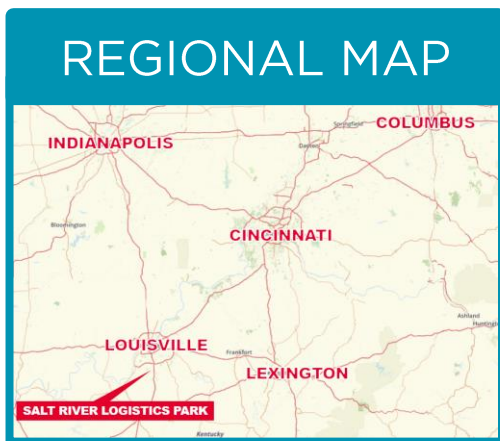 REGIONAL MAP
Springfield
COLUMBUS
INDIANAPOLIS
Dayton
Bloomington
CINCINNATI
Ashland
Huntington
LOUISVILLE
Frankfort
LEXINGTON
SALT RIVER LOGISTICS PARK
Kentucky